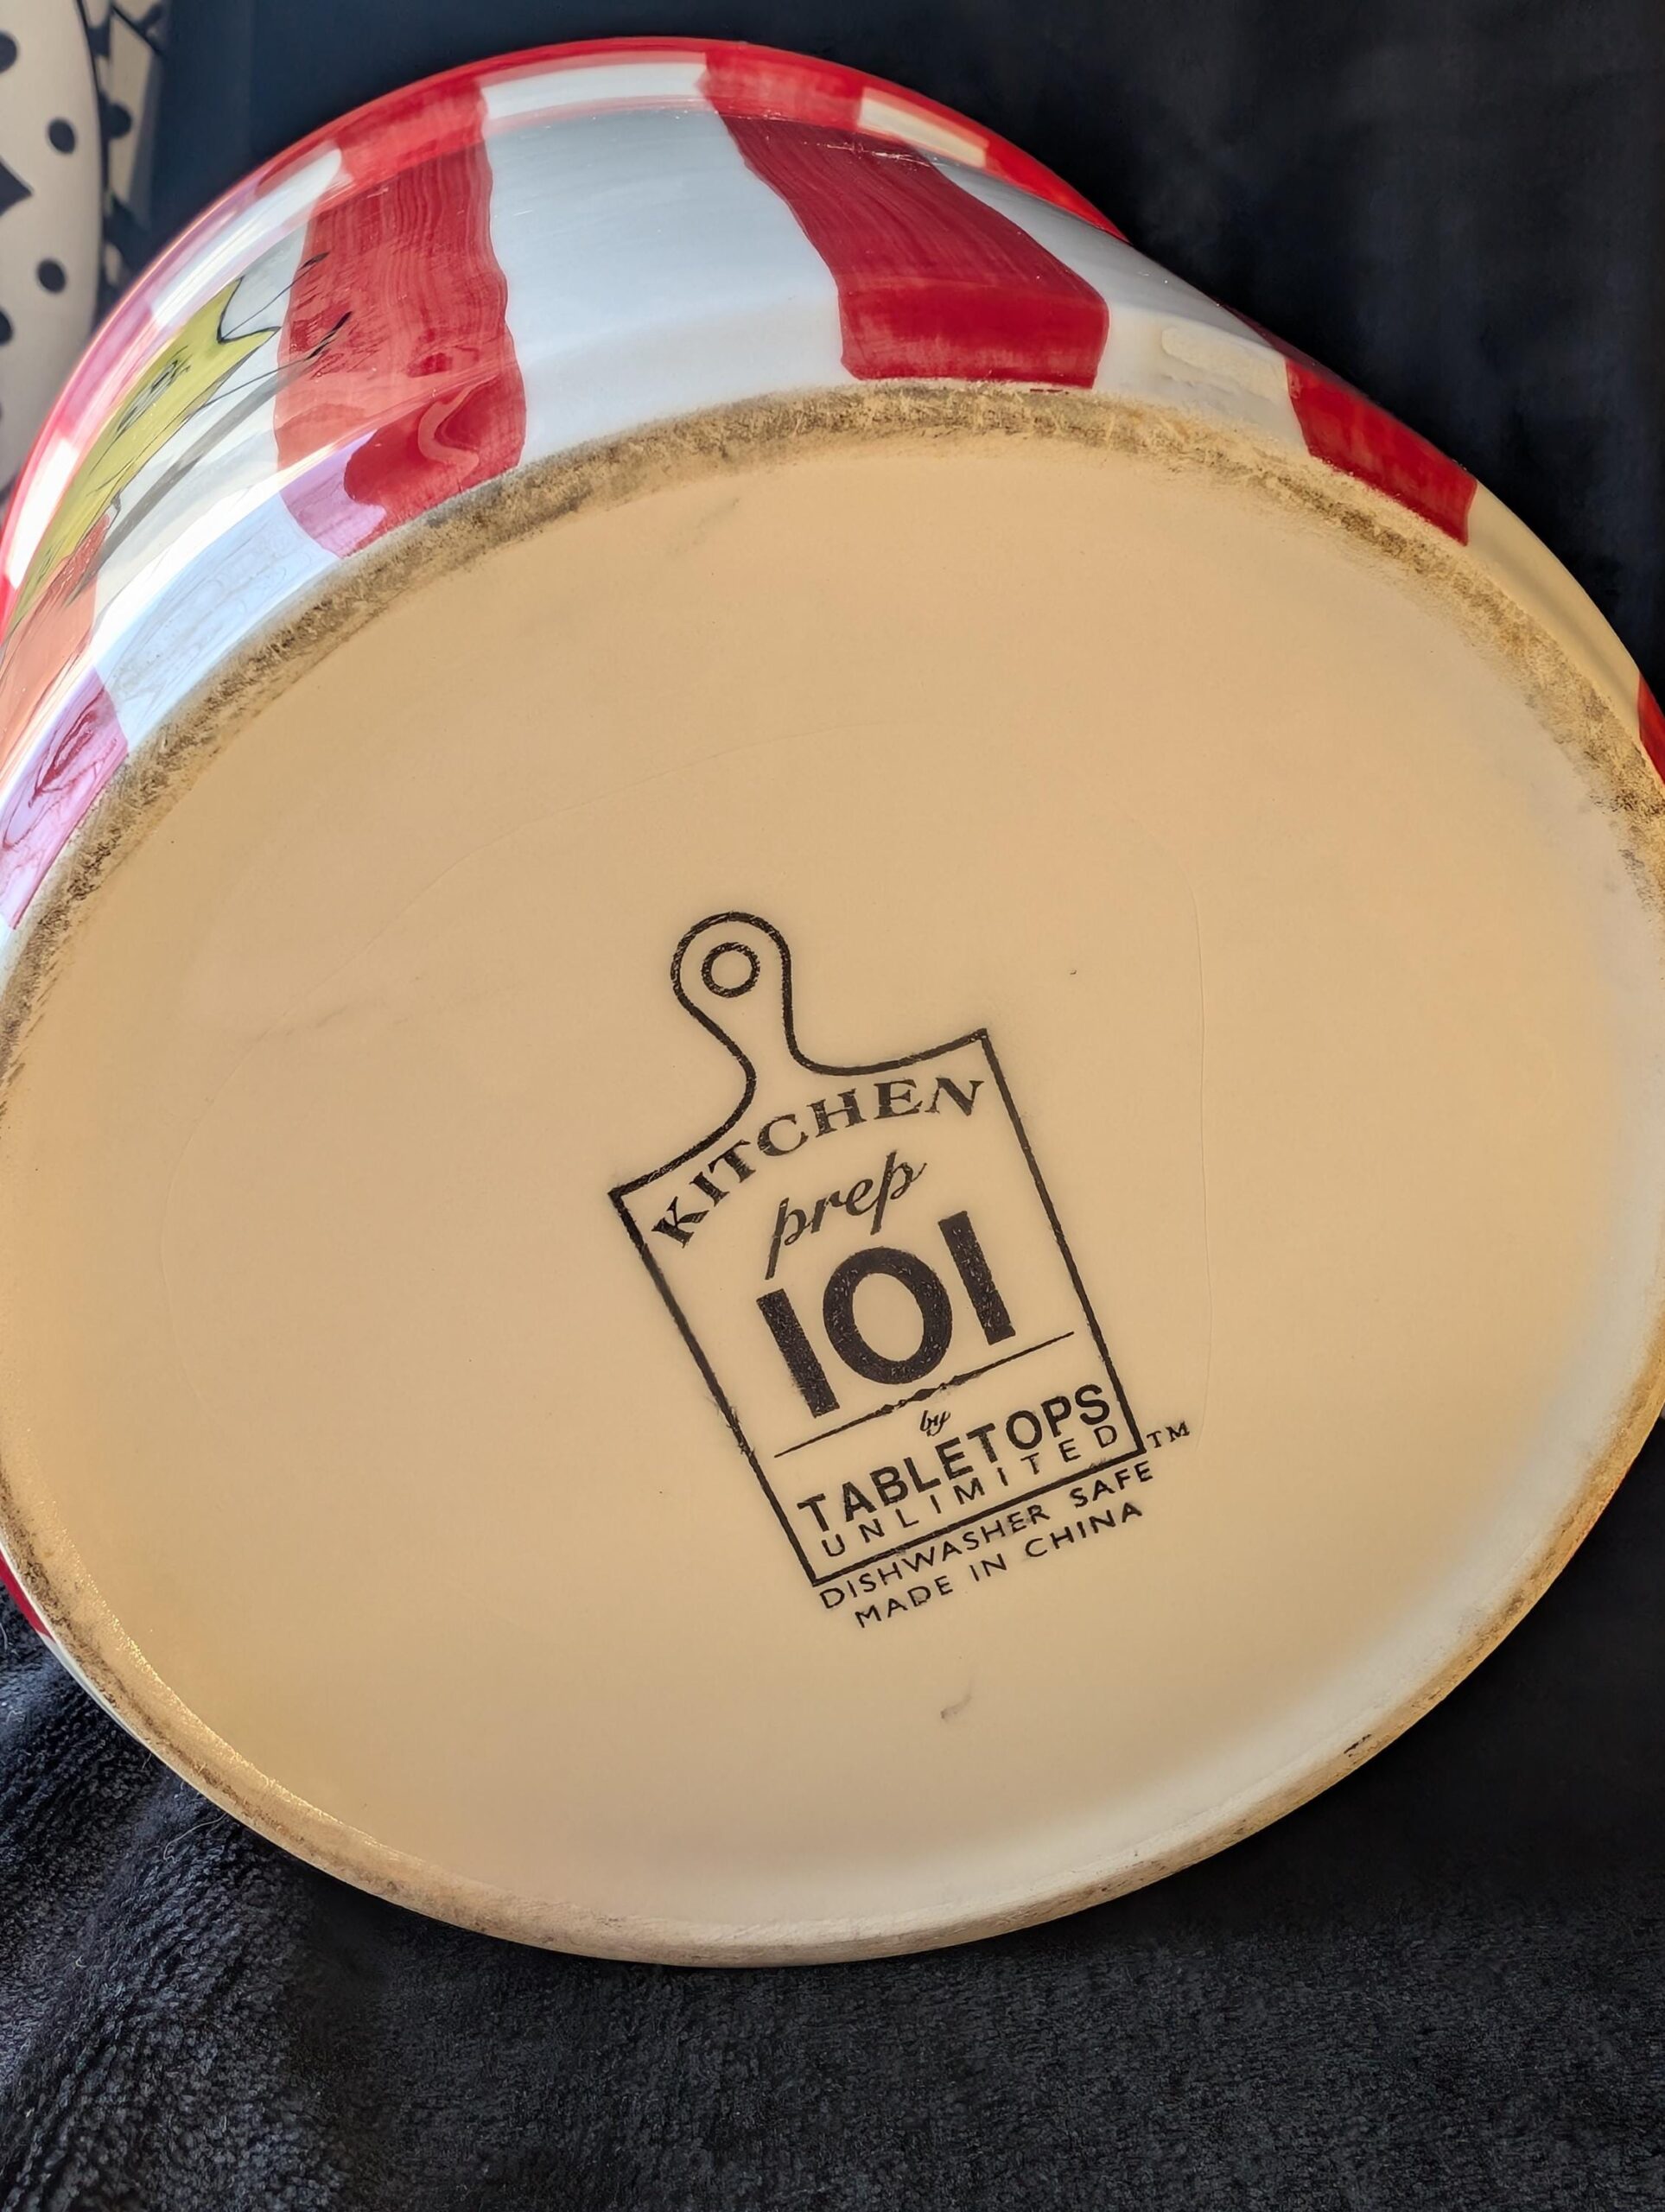 KITCHEN
prep
101
by
TABLETOPS
UNLIMITED TM
DISHWASHER SAFE
MADE IN CHINA